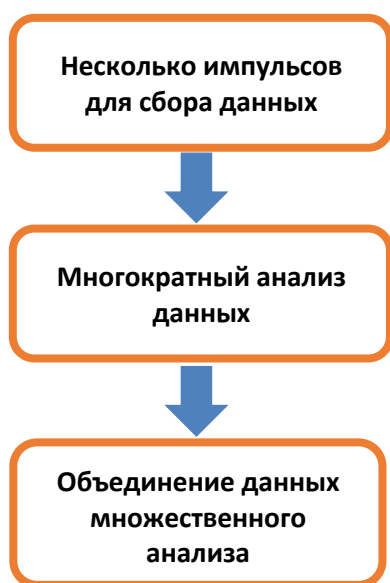 Несколько импульсов
для сбора данных
Многократный анализ
данных
Объединение данных
множественного
анализа